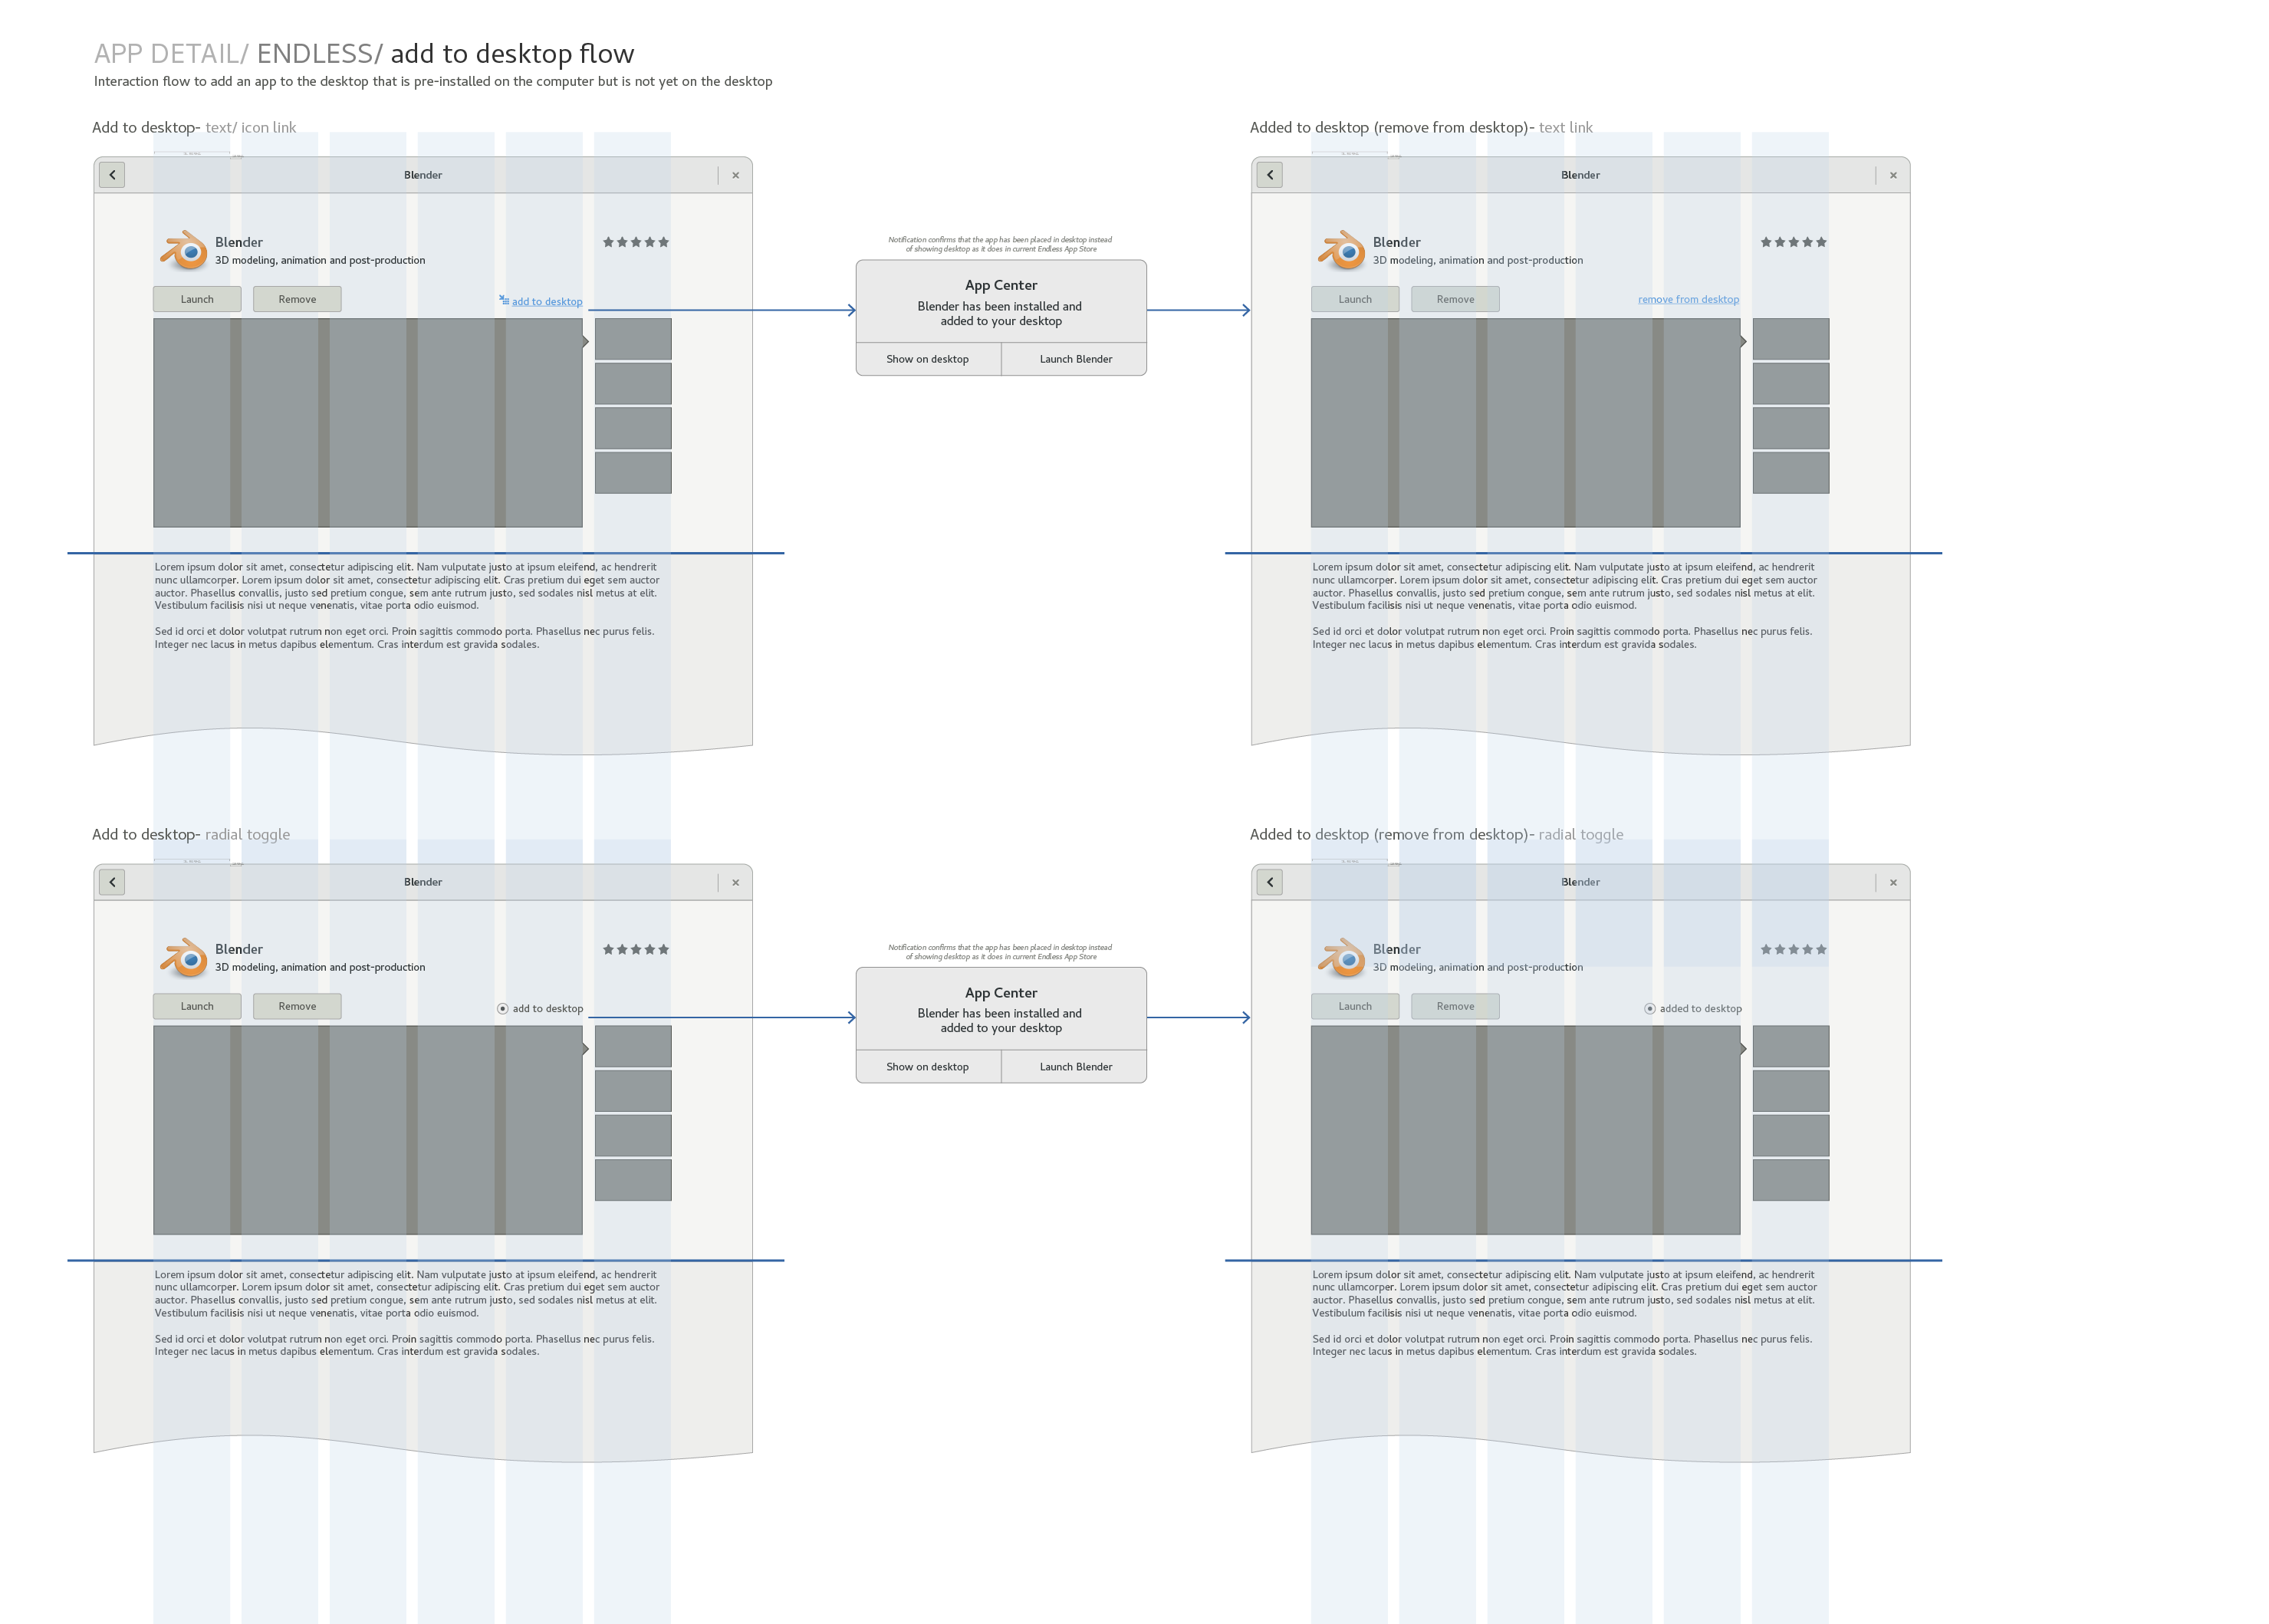 APP DETAIL/ ENDLESS/ add to desktop flow
Interaction flow to add an app to the desktop that is pre-installed on the computer but is not yet on the desktop
Add to desktop- text/ icon link
Blender
Blender
3D modeling, animation and post-production
Launch
Remove
add to desktop
Lorem ipsum dolor sit amet, consectetur adipiscing elit. Nam vulputate justo at ipsum eleifend, ac hendrerit
nunc ullamcorper. Lorem ipsum dolor sit amet, consectetur adipiscing elit. Cras pretium dui eget sem auctor
auctor. Phasellus convallis, justo sed pretium congue, sem ante rutrum justo, sed sodales nisl metus at elit.
Vestibulum facilisis nisi ut neque venenatis, vitae porta odio euismod.
Sed id orci et dolor volutpat rutrum non eget orci. Proin sagittis commodo porta. Phasellus nec purus felis.
Integer nec lacus in metus dapibus elementum. Cras interdum est gravida sodales.
Notification confirms that the app has been placed in desktop instead
of showing desktop as it does in current Endless App Store
App Center
Blender has been installed and
added to your desktop
Show on desktop
Launch Blender
Added to desktop (remove from desktop)- text link
Blender
Blender
3D modeling, animation and post-production
Launch
Remove
remove from desktop
Lorem ipsum dolor sit amet, consectetur adipiscing elit. Nam vulputate justo at ipsum eleifend, ac hendrerit
nunc ullamcorper. Lorem ipsum dolor sit amet, consectetur adipiscing elit. Cras pretium dui eget sem auctor
auctor. Phasellus convallis, justo sed pretium congue, sem ante rutrum justo, sed sodales nisl metus at elit.
Vestibulum facilisis nisi ut neque venenatis, vitae porta odio euismod.
Sed id orci et dolor volutpat rutrum non eget orci. Proin sagittis commodo porta. Phasellus nec purus felis.
Integer nec lacus in metus dapibus elementum. Cras interdum est gravida sodales.
Add to desktop- radial toggle
Blender
Blender
3D modeling, animation and post-production
Launch
Remove
add to desktop
Lorem ipsum dolor sit amet, consectetur adipiscing elit. Nam vulputate justo at ipsum eleifend, ac hendrerit
nunc ullamcorper. Lorem ipsum dolor sit amet, consectetur adipiscing elit. Cras pretium dui eget sem auctor
auctor. Phasellus convallis, justo sed pretium congue, sem ante rutrum justo, sed sodales nisl metus at elit.
Vestibulum facilisis nisi ut neque venenatis, vitae porta odio euismod.
Sed id orci et dolor volutpat rutrum non eget orci. Proin sagittis commodo porta. Phasellus nec purus felis.
Integer nec lacus in metus dapibus elementum. Cras interdum est gravida sodales.
Notification confirms that the app has been placed in desktop instead
of showing desktop as it does in current Endless App Store
App Center
Blender has been installed and
added to your desktop
Show on desktop
Launch Blender
Added to desktop (remove from desktop)- radial toggle
Blender
Blender
3D modeling, animation and post-production
Launch
Remove
added to desktop
Lorem ipsum dolor sit amet, consectetur adipiscing elit. Nam vulputate justo at ipsum eleifend, ac hendrerit
nunc ullamcorper. Lorem ipsum dolor sit amet, consectetur adipiscing elit. Cras pretium dui eget sem auctor
auctor. Phasellus convallis, justo sed pretium congue, sem ante rutrum justo, sed sodales nisl metus at elit.
Vestibulum facilisis nisi ut neque venenatis, vitae porta odio euismod.
Sed id orci et dolor volutpat rutrum non eget orci. Proin sagittis commodo porta. Phasellus nec purus felis.
Integer nec lacus in metus dapibus elementum. Cras interdum est gravida sodales.